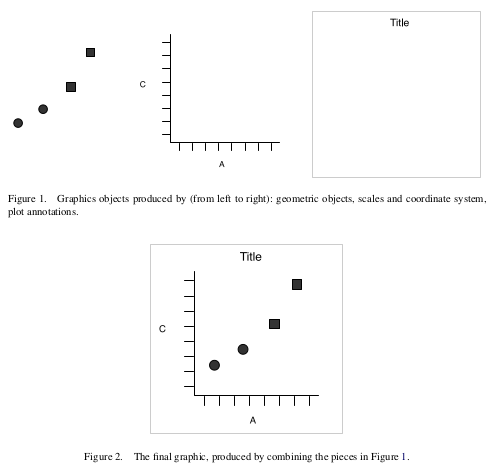 Title
C
A
Figure 1. Graphics objects produced by (from left to right): geometric objects, scales and coordinate system,
plot annotations.
Title
C
A
Figure 2. The final graphic, produced by combining the pieces in Figure 1.